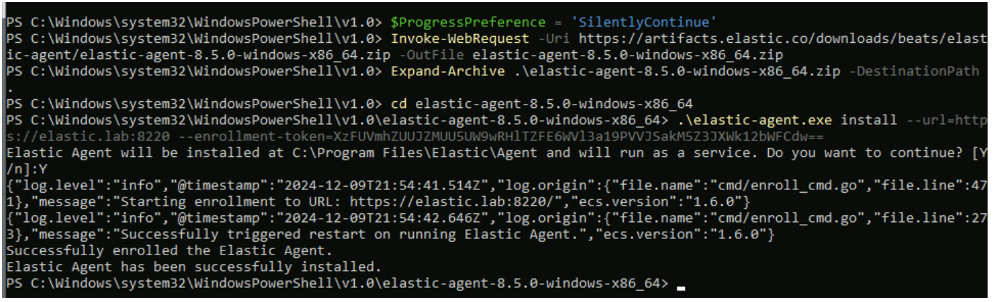 PS C:\Windows\system32\WindowsPowerShell\v1.0> $ProgressPreference = 'SilentlyContinue'
PS C:\Windows\system32\WindowsPowerShell\v1.0> Invoke-WebRequest -Uri https://artifacts.elastic.co/downloads/beats/elast
ic-agent/elastic-agent-8.5.0-windows-x86_64.zip -OutFile elastic-agent-8.5.0-windows-x86_64.zip
PS C:\Windows\system32\WindowsPowerShell\v1.0> Expand-Archive .\elastic-agent-8.5.0-windows-x86_64.zip -DestinationPath
.
PS C:\Windows\system32\WindowsPowerShell\v1.0> cd elastic-agent-8.5.0-windows-x86_64
PS C:\Windows\system32\WindowsPowerShell\v1.0\elastic-agent-8.5.0-windows-x86_64> .\elastic-agent.exe install --url=http
s://elastic.lab:8220 --enrollment-token=
Elastic Agent will be installed at C:\Program Files\Elastic\Agent and will run as a service. Do you want to continue? [Y
/n]:Y
{"log.level":"info","@timestamp":"2024-12-09T21:54:41.514Z","log.origin":{"file.name":"cmd/enroll_cmd.go","file.line":47
1},"message":"Starting enrollment to URL: https://elastic.lab:8220/","ecs.version":"1.6.0"}
{"log.level":"info","@timestamp":"2024-12-09T21:54:42.646Z","log.origin":{"file.name":"cmd/enroll_cmd.go","file.line":27
3},"message":"Successfully triggered restart on running Elastic Agent.","ecs.version":"1.6.0"}
Successfully enrolled the Elastic Agent.
Elastic Agent has been successfully installed.
PS C:\Windows\system32\WindowsPowerShell\v1.0\elastic-agent-8.5.0-windows-x86_64>